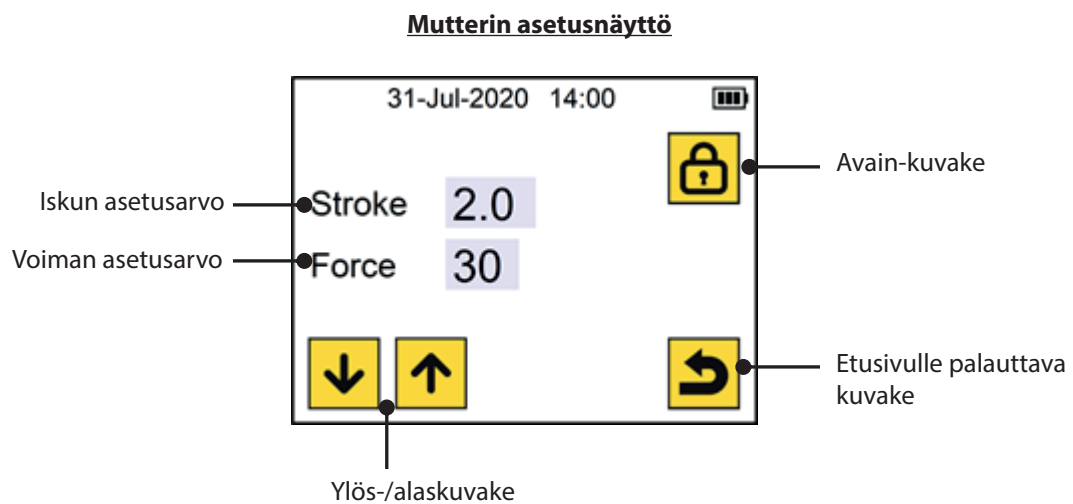 Mutterin asetusnäyttö
31-Jul-2020 14:00
Avain-kuvake
Iskun asetusarvo
Stroke 2.0
Voiman asetusarvo
Force 30
Etusivulle palauttava
kuvake
Ylös-/alaskuvake